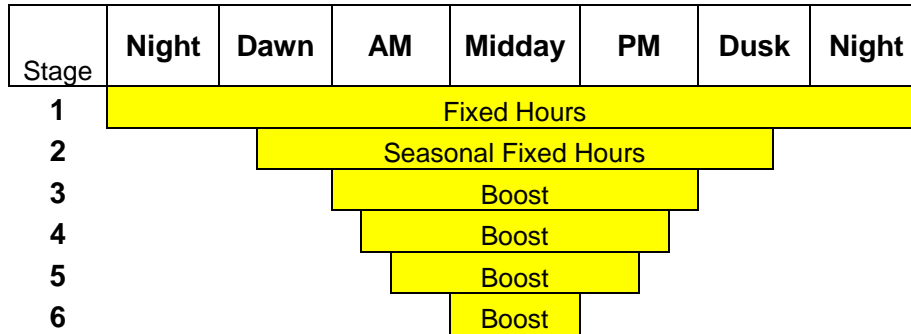 Stage Night Dawn AM Midday PM Dusk Night
1 Fixed Hours
2 Seasonal Fixed Hours
3 Boost
4 Boost
5 Boost
6 Boost